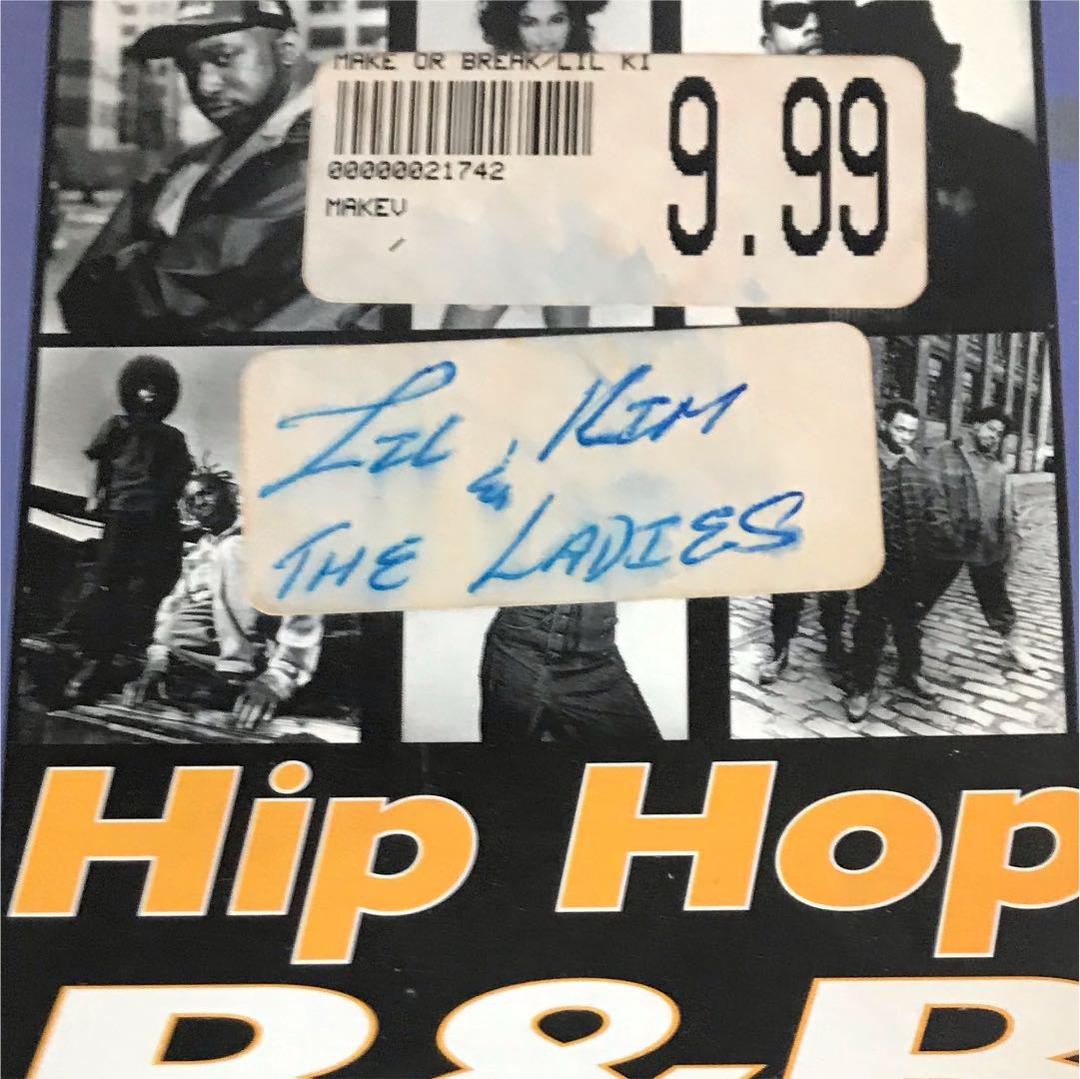 MAKE OR BREAK/LIL KI
9.99
00000021742
MAKEV
LIL KIM
&
THE LADIES
Hip Hop
R&B